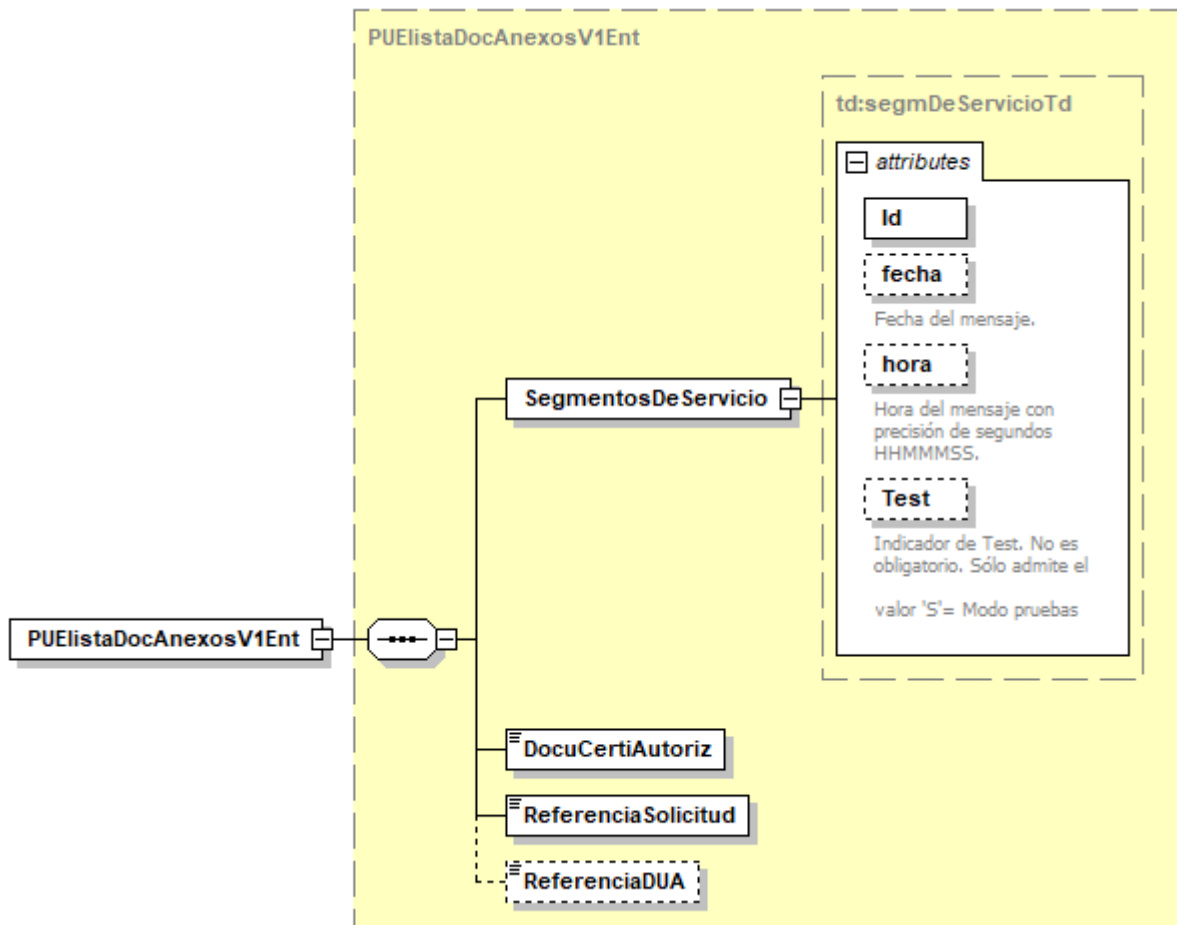 PUElistaDocAnexosV1Ent
td:segmDeServicioTd
attributes
Id
fecha
Fecha del mensaje.
hora
Hora del mensaje con
precisión de segundos
HHMMMSS.
Test
Indicador de Test. No es
obligatorio. Sólo admite el
valor 'S'= Modo pruebas
SegmentosDeServicio
PUElistaDocAnexosV1Ent
DocuCertiAutoriz
ReferenciaSolicitud
ReferenciaDUA